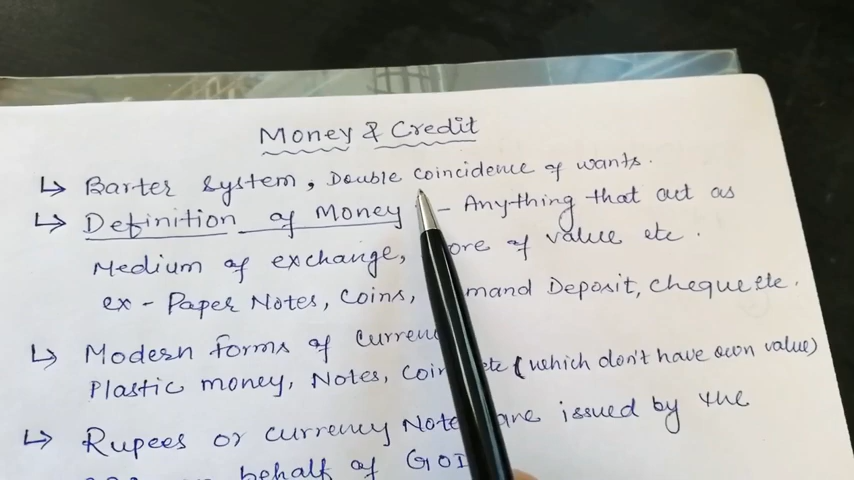 Money & Credit
↳ Barter System, Double coincidence of wants.
↳ Definition of Money - Anything that act as
Medium of exchange, ore of value etc.
ex - Paper Notes, Coins, mand Deposit, cheque etc.
↳ Modern forms of curren
Plastic money, Notes, Coin etc (which don't have own value)
↳ Rupees or currency Note are issued by the
behalf of GOI